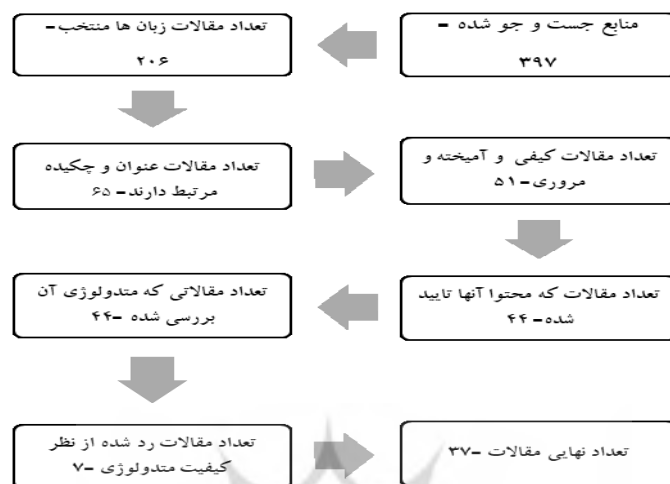 منابع جست و جو شده -
۳۹۷
تعداد مقالات زبان ها منتخب-
۲۰۶
تعداد مقالات عنوان و چکیده
مرتبط دارند- ۶۵
تعداد مقالات کیفی و آمیخته و
مروری- ۵۱
تعداد مقالات که محتوا آنها تایید
شده- ۴۴
تعداد مقالاتی که متدولوژی آن
بررسی شده -۴۴
تعداد مقالات رد شده از نظر
کیفیت متدولوژی -۷
تعداد نهایی مقالات -۳۷